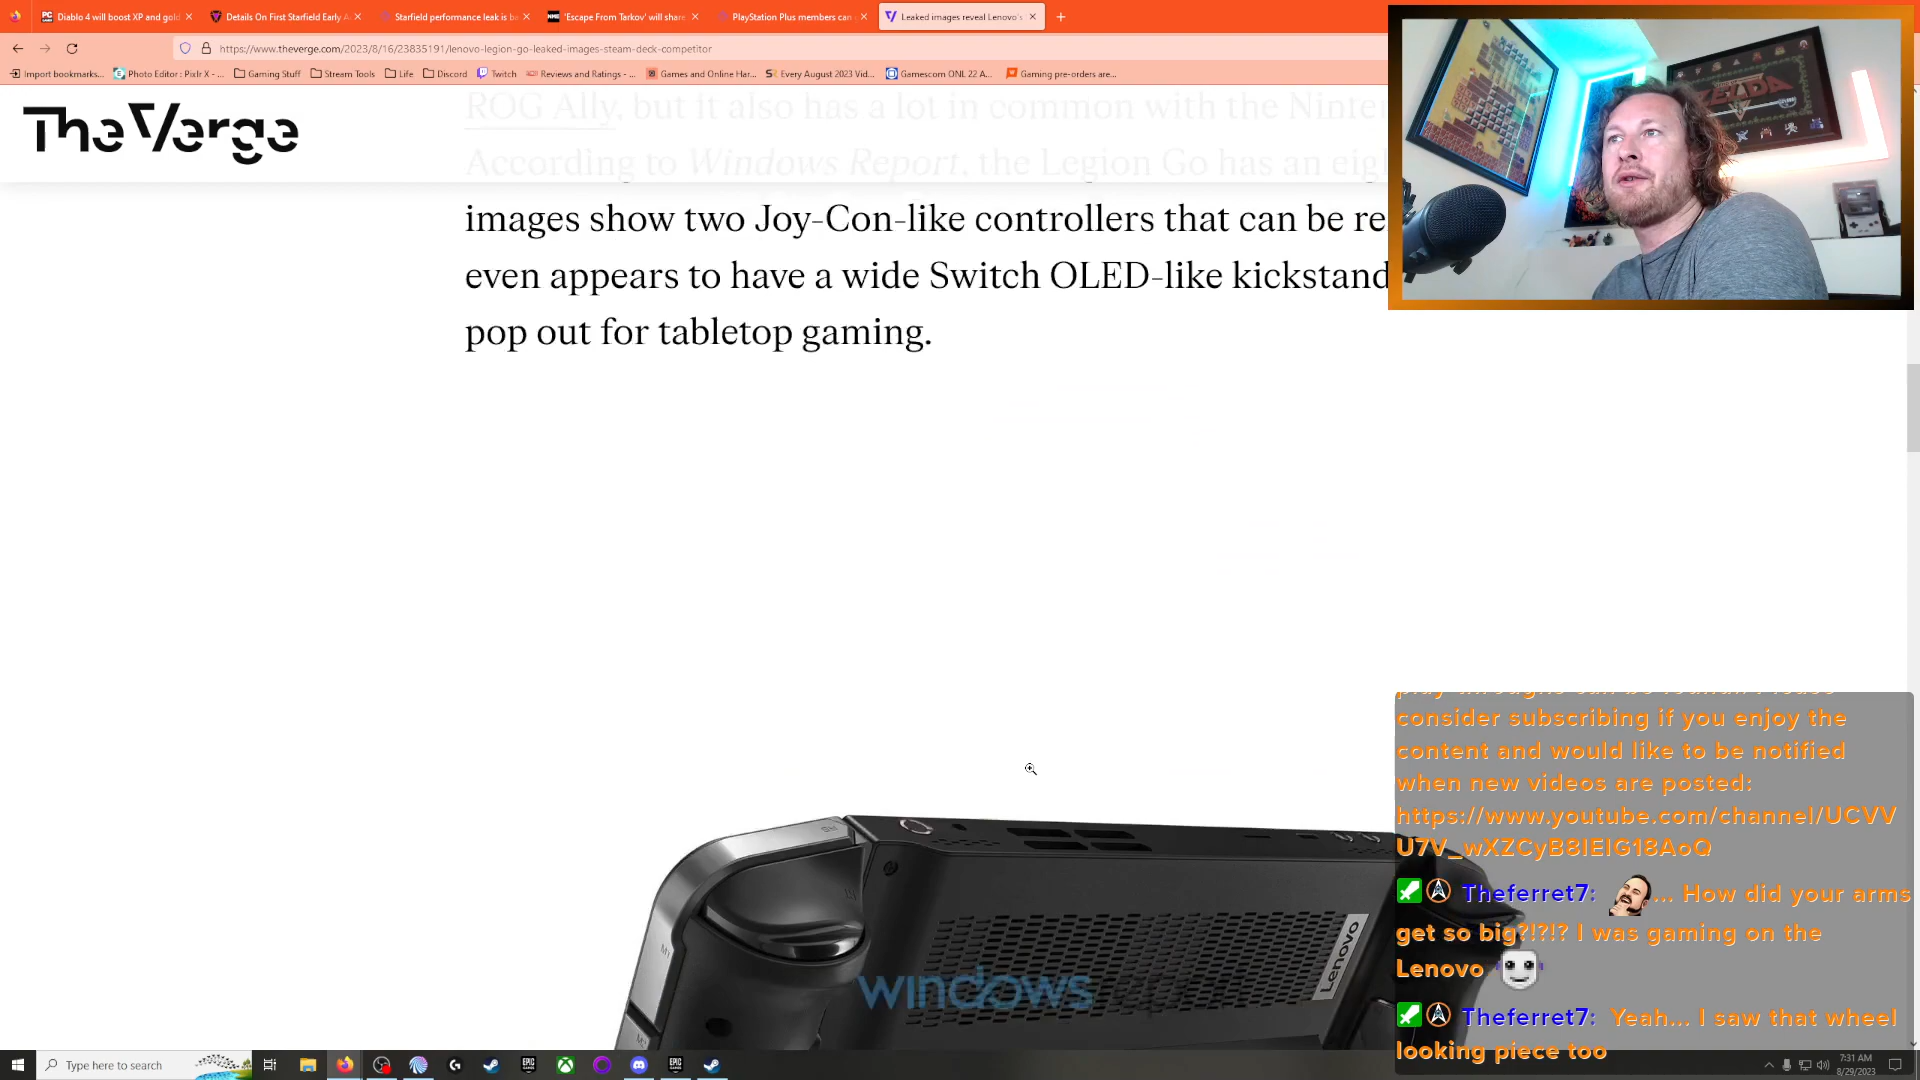 Diablo 4 will boost XP and gold
Details On First Starfield Early A
Starfield performance leak is be
'Escape From Tarkov' will share
PlayStation Plus members can
Leaked images reveal Lenovo's
https://www.theverge.com/2023/8/16/23835191/lenovo-legion-go-leaked-images-steam-deck-competitor
Import bookmarks...
Photo Editor : Pixlr X - ...
Gaming Stuff
Stream Tools
Life
Discord
Twitch
Reviews and Ratings - ...
Games and Online Har...
Every August 2023 Vid...
Gamescom ONL 22 A...
Gaming pre-orders are...
The Verge
ROG Ally, but it also has a lot in common with the Ninten
According to Windows Report, the Legion Go has an eig
images show two Joy-Con-like controllers that can be re
even appears to have a wide Switch OLED-like kickstand
pop out for tabletop gaming.
ZELDA
M1
Lenovo
windows
consider subscribing if you enjoy the
content and would like to be notified
when new videos are posted:
https://www.youtube.com/channel/UCVV
U7V_wXZCyB8IEIG18AoQ
Theferret7: ... How did your arms
get so big?!?!? I was gaming on the
Lenovo
Theferret7: Yeah... I saw that wheel
looking piece too
Type here to search
7:31 AM
8/29/2023